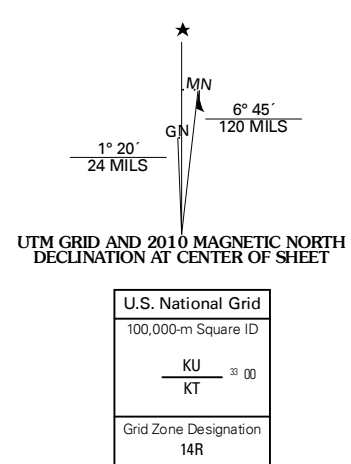 MN
6° 45´
120 MILS
GN
1° 20´
24 MILS
UTM GRID AND 2010 MAGNETIC NORTH
DECLINATION AT CENTER OF SHEET
U.S. National Grid
100,000-m Square ID
KU
33 00
KT
Grid Zone Designation
14R